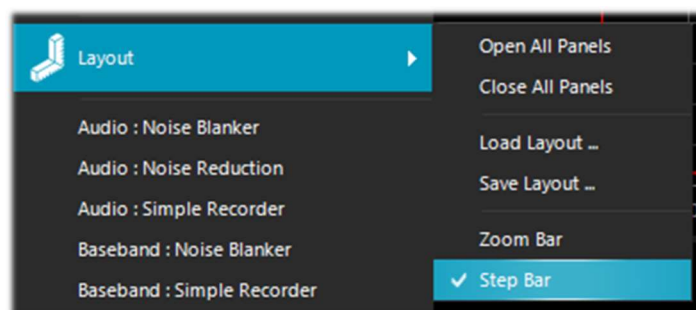 Layout
Audio : Noise Blanker
Audio : Noise Reduction
Audio : Simple Recorder
Baseband : Noise Blanker
Baseband : Simple Recorder
Open All Panels
Close All Panels
Load Layout ...
Save Layout ...
Zoom Bar
Step Bar